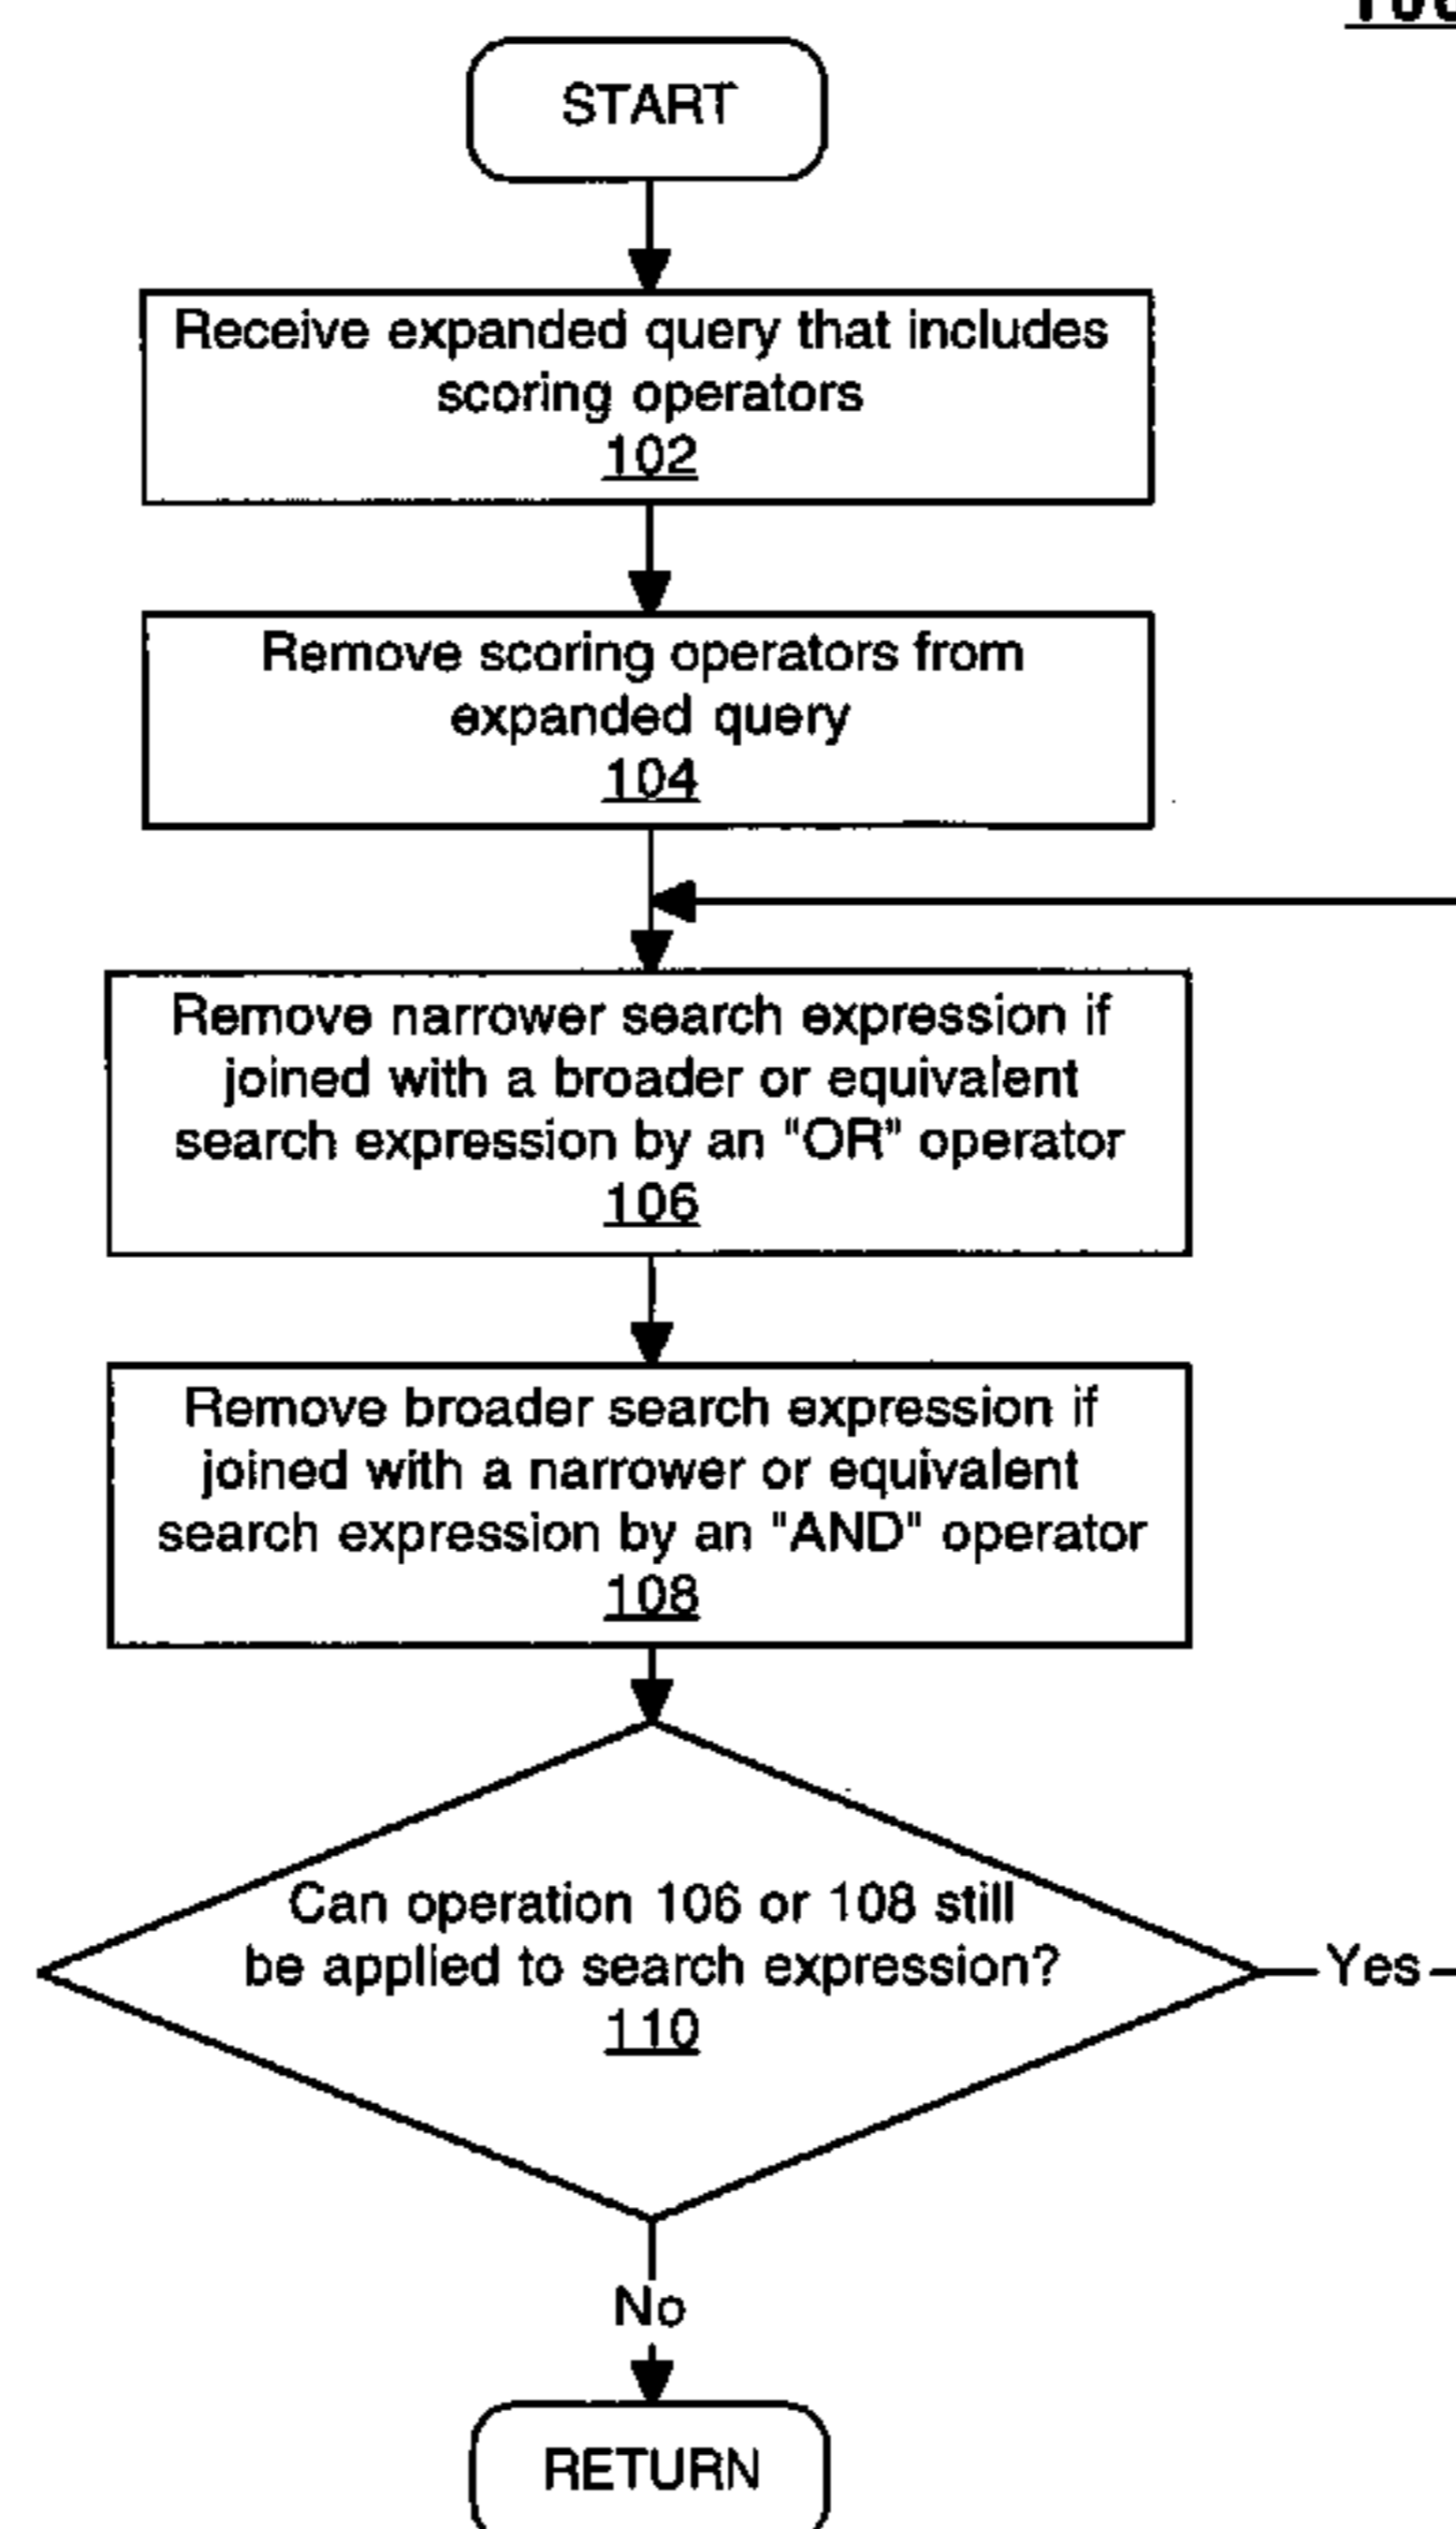 START
Receive expanded query that includes
scoring operators
102
Remove scoring operators from
expanded query
104
Remove narrower search expression if
joined with a broader or equivalent
search expression by an "OR" operator
106
Remove broader search expression if
joined with a narrower or equivalent
search expression by an "AND" operator
108
Can operation 106 or 108 still
be applied to search expression?
110
Yes
No
RETURN